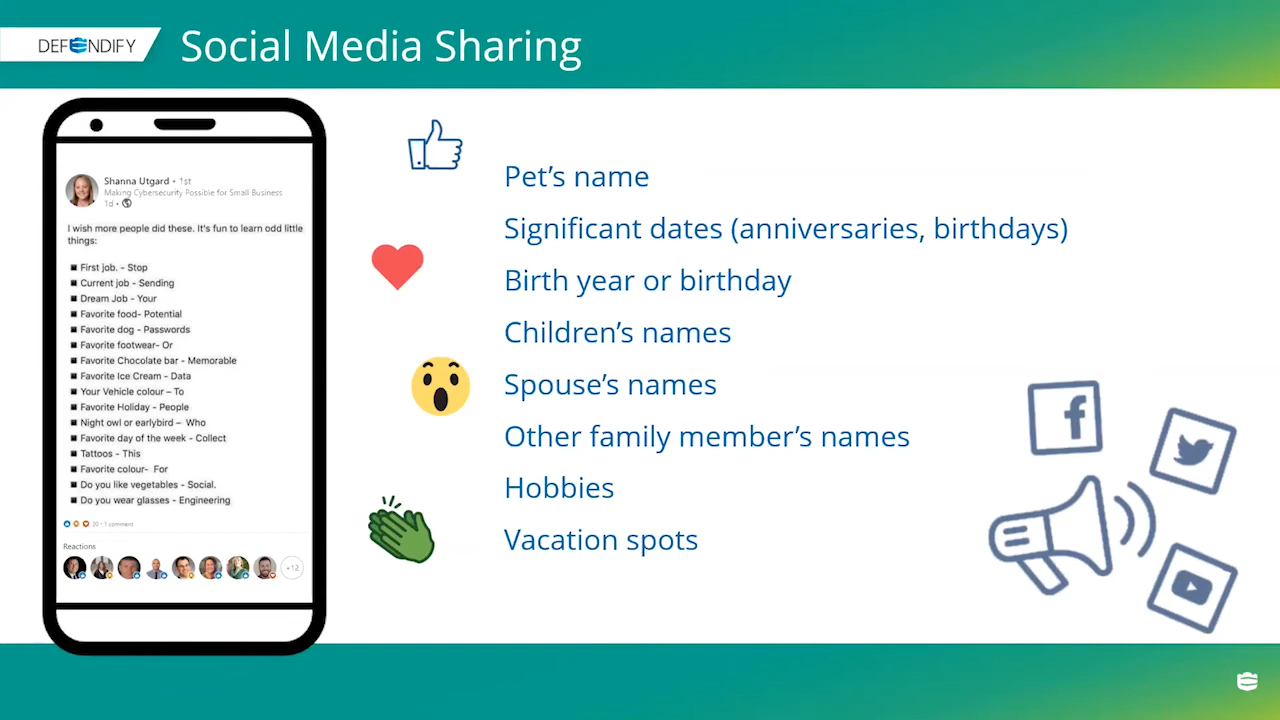 DEFENDIFY
Social Media Sharing
Shanna Utgard • 1st
Making Cybersecurity Possible for Small Business
1d •
I wish more people did these. It's fun to learn odd little
things:
■ First job. - Stop
■ Current job - Sending
■ Dream Job - Your
■ Favorite food- Potential
■ Favorite dog - Passwords
■ Favorite footwear- Or
■ Favorite Chocolate bar - Memorable
■ Favorite Ice Cream - Data
■ Your Vehicle colour – To
■ Favorite Holiday - People
■ Night owl or earlybird – Who
■ Favorite day of the week - Collect
■ Tattoos - This
■ Favorite colour- For
■ Do you like vegetables - Social.
■ Do you wear glasses - Engineering
20 • 1 comment
Reactions
+12
Pet’s name
Significant dates (anniversaries, birthdays)
Birth year or birthday
Children’s names
Spouse’s names
Other family member’s names
Hobbies
Vacation spots